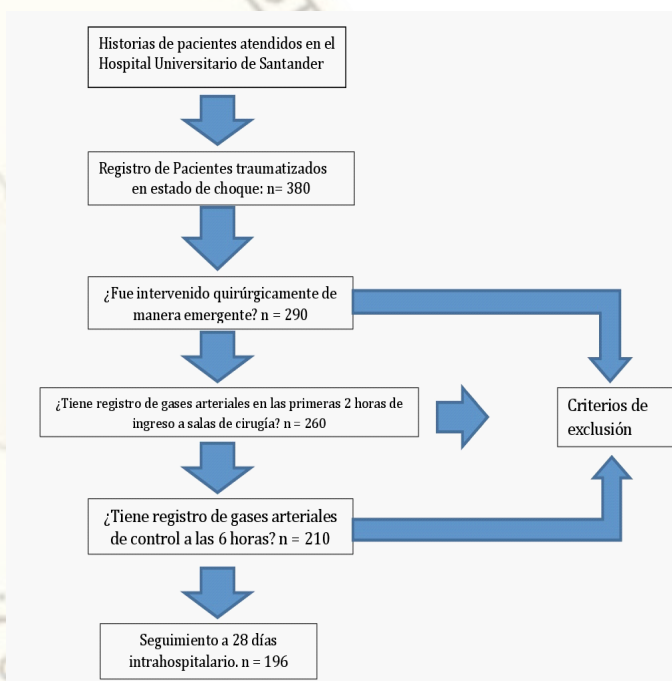 Historias de pacientes atendidos en el
Hospital Universitario de Santander
Registro de Pacientes traumatizados
en estado de choque: n= 380
¿Fue intervenido quirúrgicamente de
manera emergente? n = 290
¿Tiene registro de gases arteriales en las primeras 2 horas de
ingreso a salas de cirugía? n = 260
Criterios de
exclusión
¿Tiene registro de gases arteriales
de control a las 6 horas? n = 210
Seguimiento a 28 días
intrahospitalario. n = 196